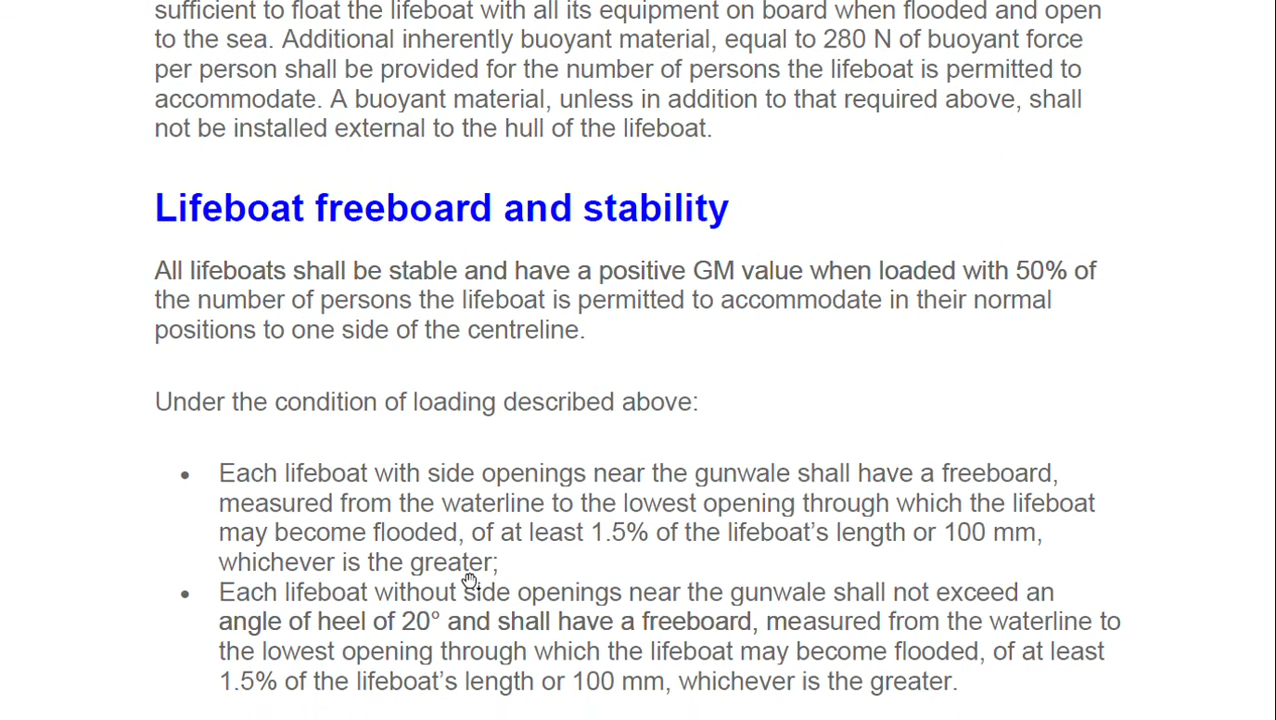 sufficient to float the lifeboat with all its equipment on board when flooded and open
to the sea. Additional inherently buoyant material, equal to 280 N of buoyant force
per person shall be provided for the number of persons the lifeboat is permitted to
accommodate. A buoyant material, unless in addition to that required above, shall
not be installed external to the hull of the lifeboat.
Lifeboat freeboard and stability
All lifeboats shall be stable and have a positive GM value when loaded with 50% of
the number of persons the lifeboat is permitted to accommodate in their normal
positions to one side of the centreline.
Under the condition of loading described above:
• Each lifeboat with side openings near the gunwale shall have a freeboard,
measured from the waterline to the lowest opening through which the lifeboat
may become flooded, of at least 1.5% of the lifeboat’s length or 100 mm,
whichever is the greater;
• Each lifeboat without side openings near the gunwale shall not exceed an
angle of heel of 20° and shall have a freeboard, measured from the waterline to
the lowest opening through which the lifeboat may become flooded, of at least
1.5% of the lifeboat’s length or 100 mm, whichever is the greater.